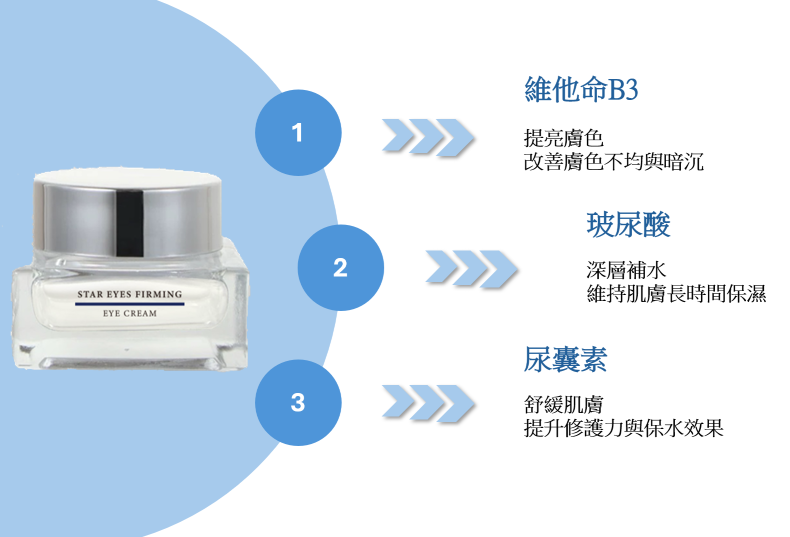 1
維他命B3
提亮膚色
改善膚色不均與暗沉
2
玻尿酸
深層補水
維持肌膚長時間保濕
STAR EYES FIRMING
EYE CREAM
3
尿囊素
舒緩肌膚
提升修護力與保水效果